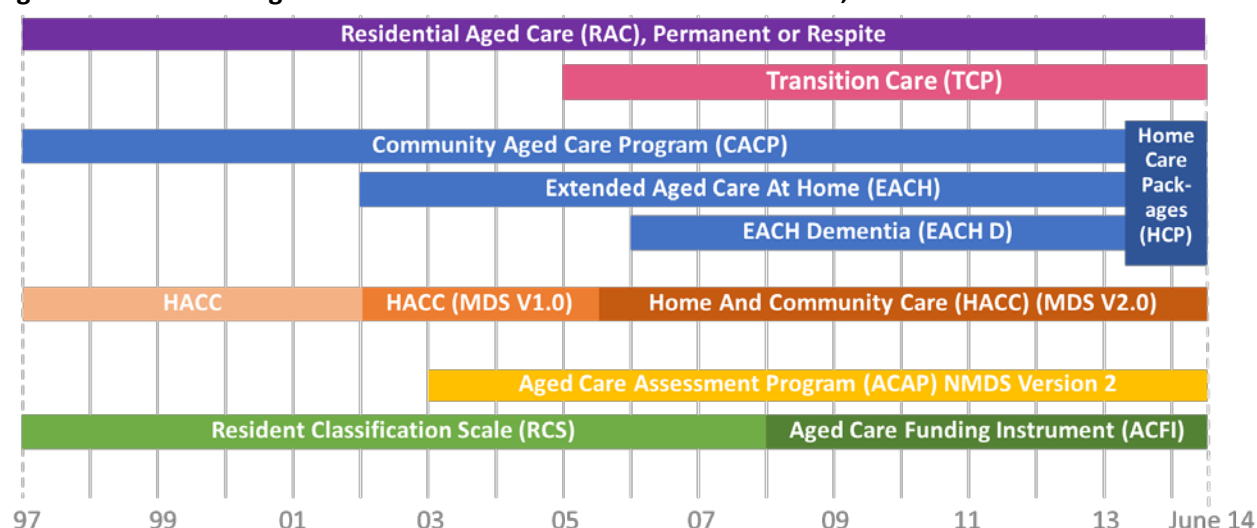 Residential Aged Care (RAC), Permanent or Respite
Transition Care (TCP)
Community Aged Care Program (CACP)
Extended Aged Care At Home (EACH)
EACH Dementia (EACH D)
Home
Care
Pack-
ages
(HCP)
HACC
HACC (MDS V1.0)
Home And Community Care (HACC) (MDS V2.0)
Aged Care Assessment Program (ACAP) NMDS Version 2
Resident Classification Scale (RCS)
Aged Care Funding Instrument (ACFI)
97 99 01 03 05 07 09 11 13 June 14